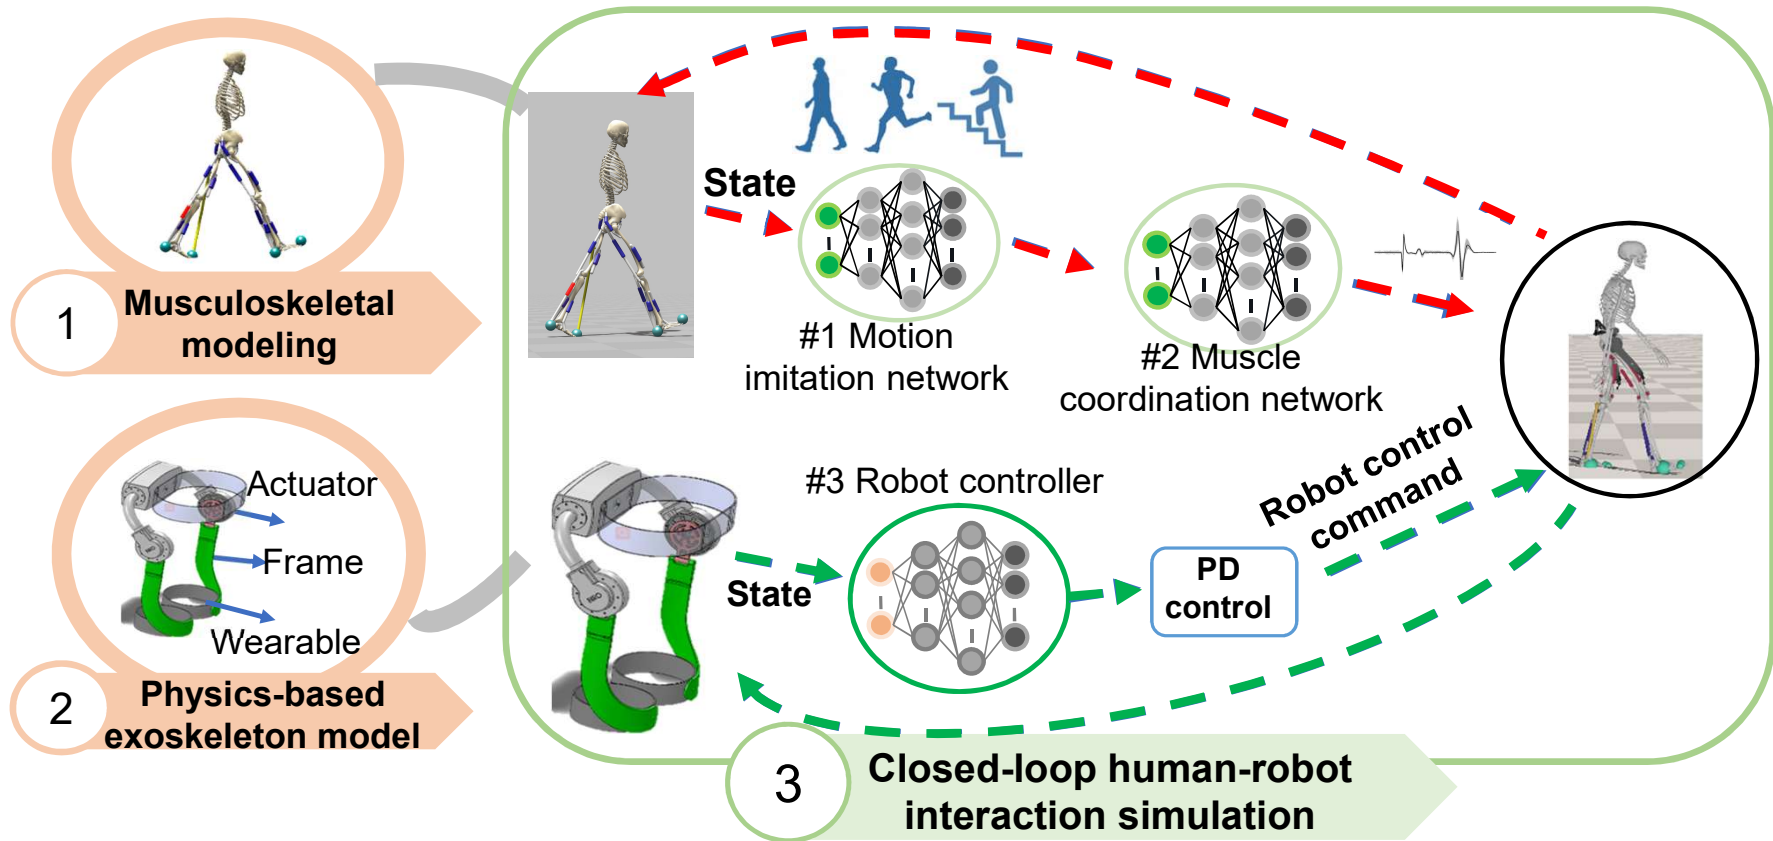 1
Musculoskeletal
modeling
State
#1 Motion
imitation network
#2 Muscle
coordination network
Actuator
Frame
Wearable
2
Physics-based
exoskeleton model
State
#3 Robot controller
PD
control
Robot control
command
3
Closed-loop human-robot
interaction simulation